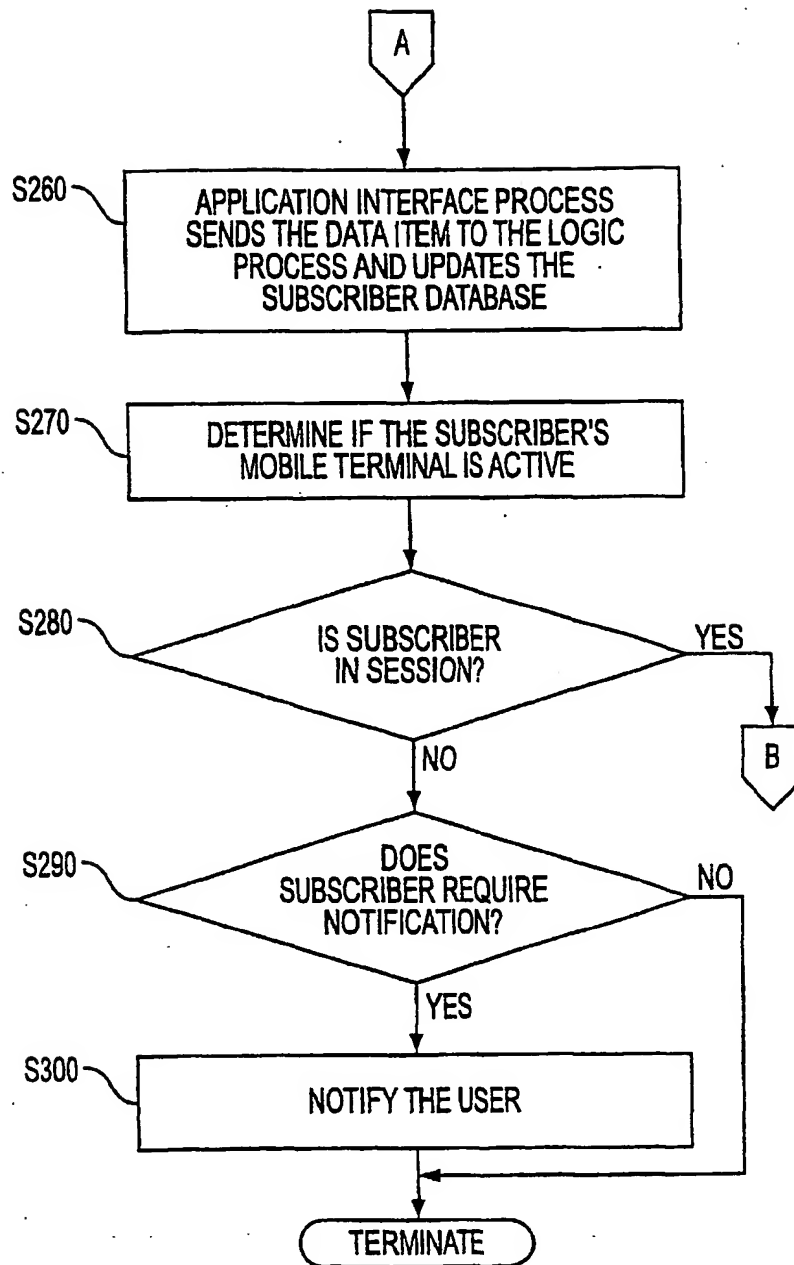 A
S260
APPLICATION INTERFACE PROCESS
SENDS THE DATA ITEM TO THE LOGIC
PROCESS AND UPDATES THE
SUBSCRIBER DATABASE
S270
DETERMINE IF THE SUBSCRIBER'S
MOBILE TERMINAL IS ACTIVE
S280
IS SUBSCRIBER
IN SESSION?
YES
B
NO
S290
DOES
SUBSCRIBER REQUIRE
NOTIFICATION?
NO
YES
S300
NOTIFY THE USER
TERMINATE